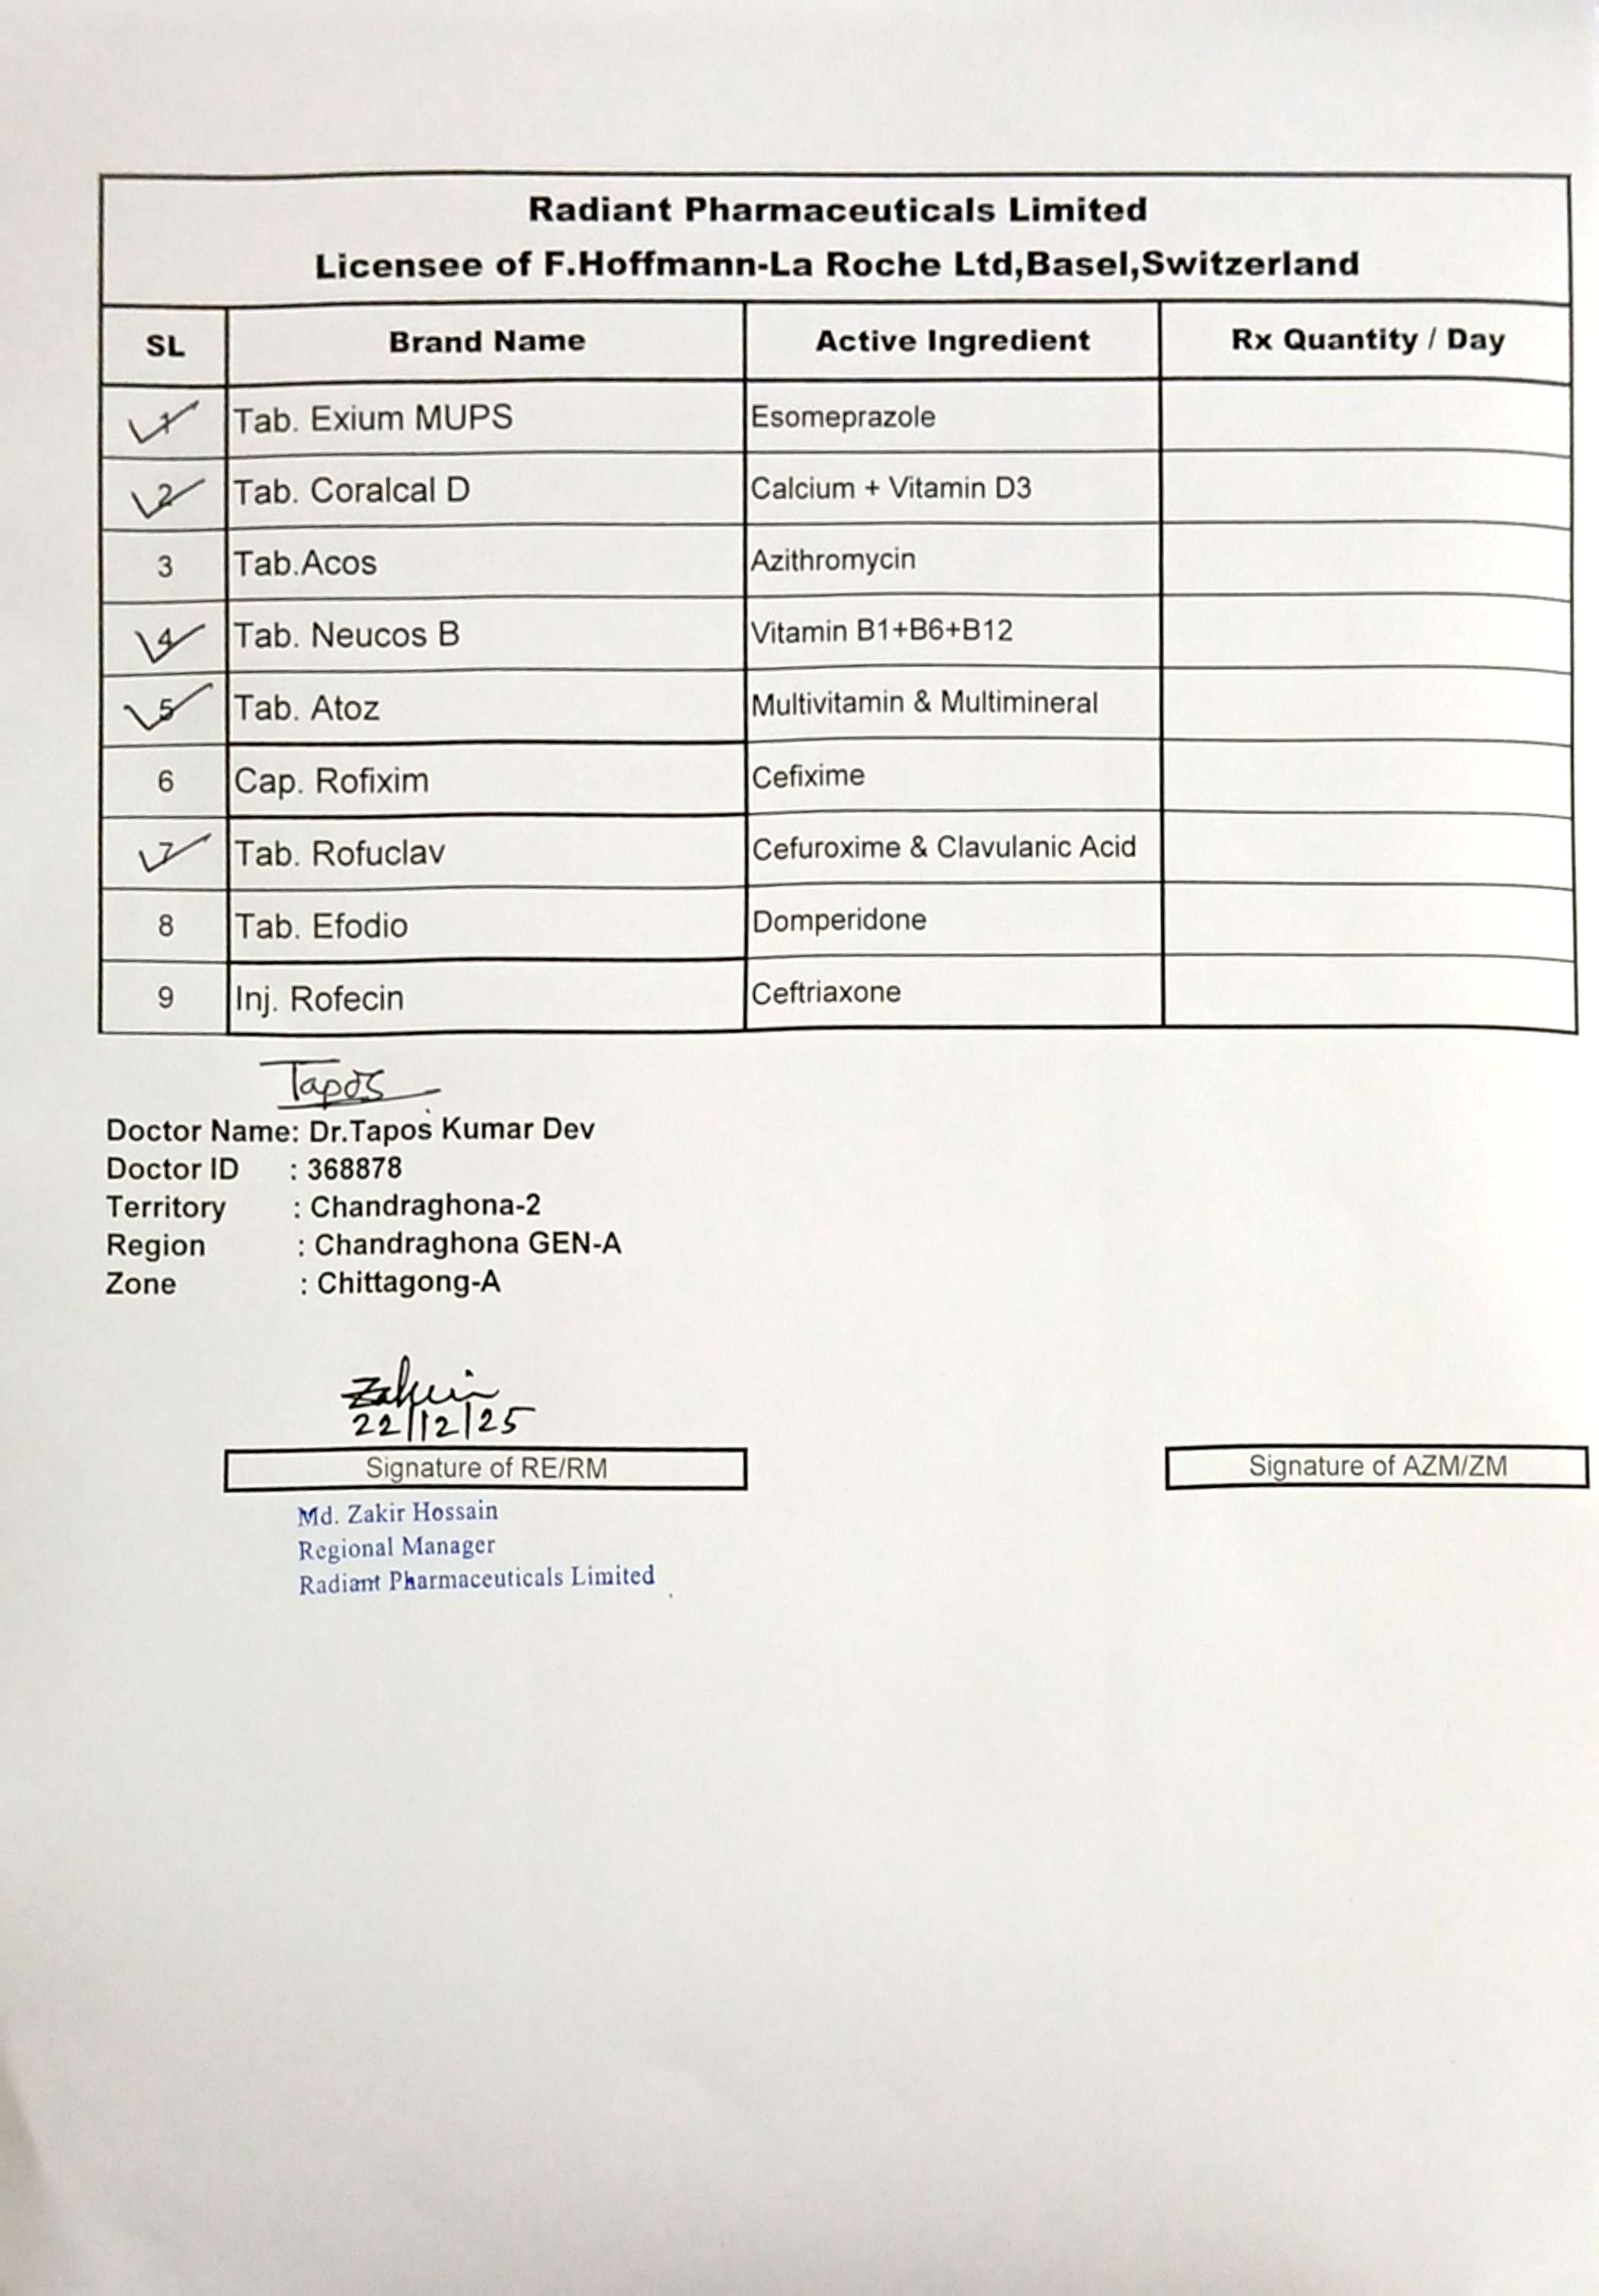 Radiant Pharmaceuticals Limited
Licensee of F.Hoffmann-La Roche Ltd,Basel,Switzerland
SL Brand Name Active Ingredient Rx Quantity / Day
1 Tab. Exium MUPS Esomeprazole
2 Tab. Coralcal D Calcium + Vitamin D3
3 Tab.Acos Azithromycin
4 Tab. Neucos B Vitamin B1+B6+B12
5 Tab. Atoz Multivitamin & Multimineral
6 Cap. Rofixim Cefixime
7 Tab. Rofuclav Cefuroxime & Clavulanic Acid
8 Tab. Efodio Domperidone
9 Inj. Rofecin Ceftriaxone
Tapos
Doctor Name: Dr.Tapos Kumar Dev
Doctor ID : 368878
Territory : Chandraghona-2
Region : Chandraghona GEN-A
Zone : Chittagong-A
Zakir
22/12/25
Signature of RE/RM Signature of AZM/ZM
Md. Zakir Hossain
Regional Manager
Radiant Pharmaceuticals Limited